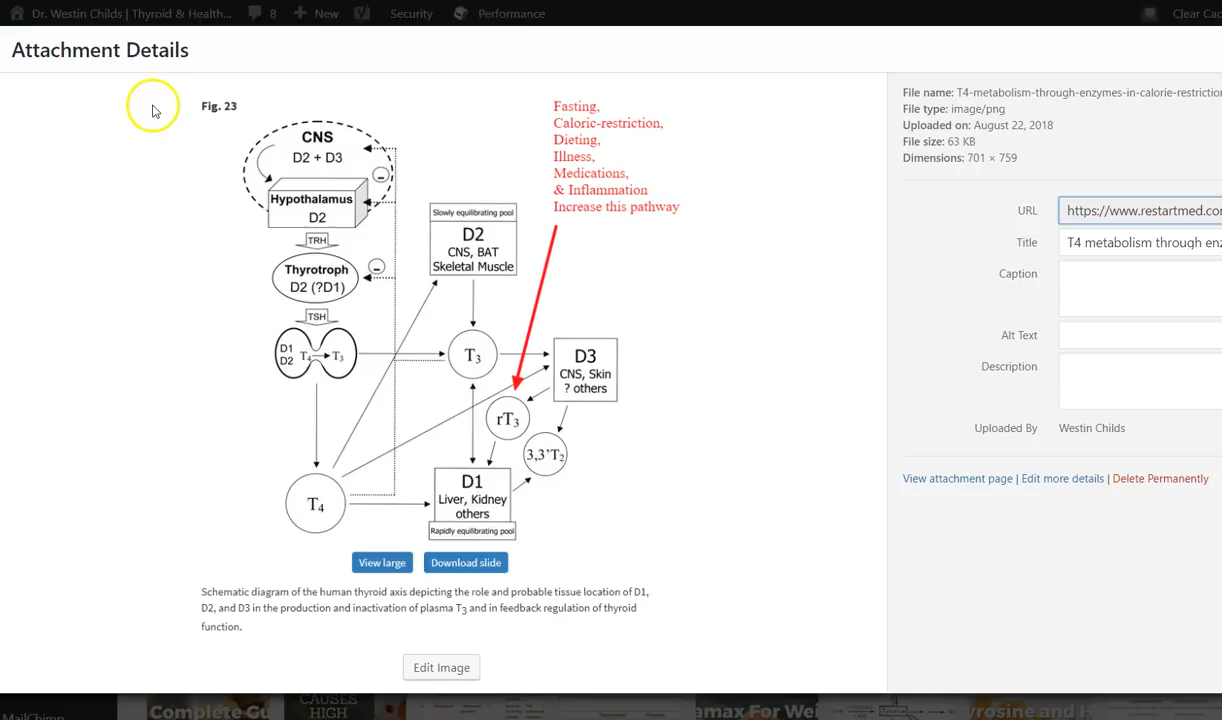 Dr. Westin Childs | Thyroid & Health...
8
New
Security
Performance
Clear Cac
Attachment Details
Fig. 23
Fasting,
Caloric-restriction,
Dieting,
Illness,
Medications,
& Inflammation
Increase this pathway
CNS
D2 + D3
Hypothalamus
D2
TRH
Thyrotroph
D2 (?D1)
TSH
D1
D2
T4
T3
Slowly equilibrating pool
D2
CNS, BAT
Skeletal Muscle
T3
D3
CNS, Skin
? others
rT3
3,3'T2
T4
D1
Liver, Kidney
others
Rapidly equilibrating pool
View large
Download slide
Schematic diagram of the human thyroid axis depicting the role and probable tissue location of D1,
D2, and D3 in the production and inactivation of plasma T3 and in feedback regulation of thyroid
function.
Edit Image
File name: T4-metabolism-through-enzymes-in-calorie-restriction
File type: image/png
Uploaded on: August 22, 2018
File size: 63 KB
Dimensions: 701 × 759
URL
https://www.restartmed.com
Title
T4 metabolism through enz
Caption
Alt Text
Description
Uploaded By
Westin Childs
View attachment page | Edit more details | Delete Permanently
MailChimp
Complete Gu
CAUSES
HIGH
amax For Wei
yrosine and H